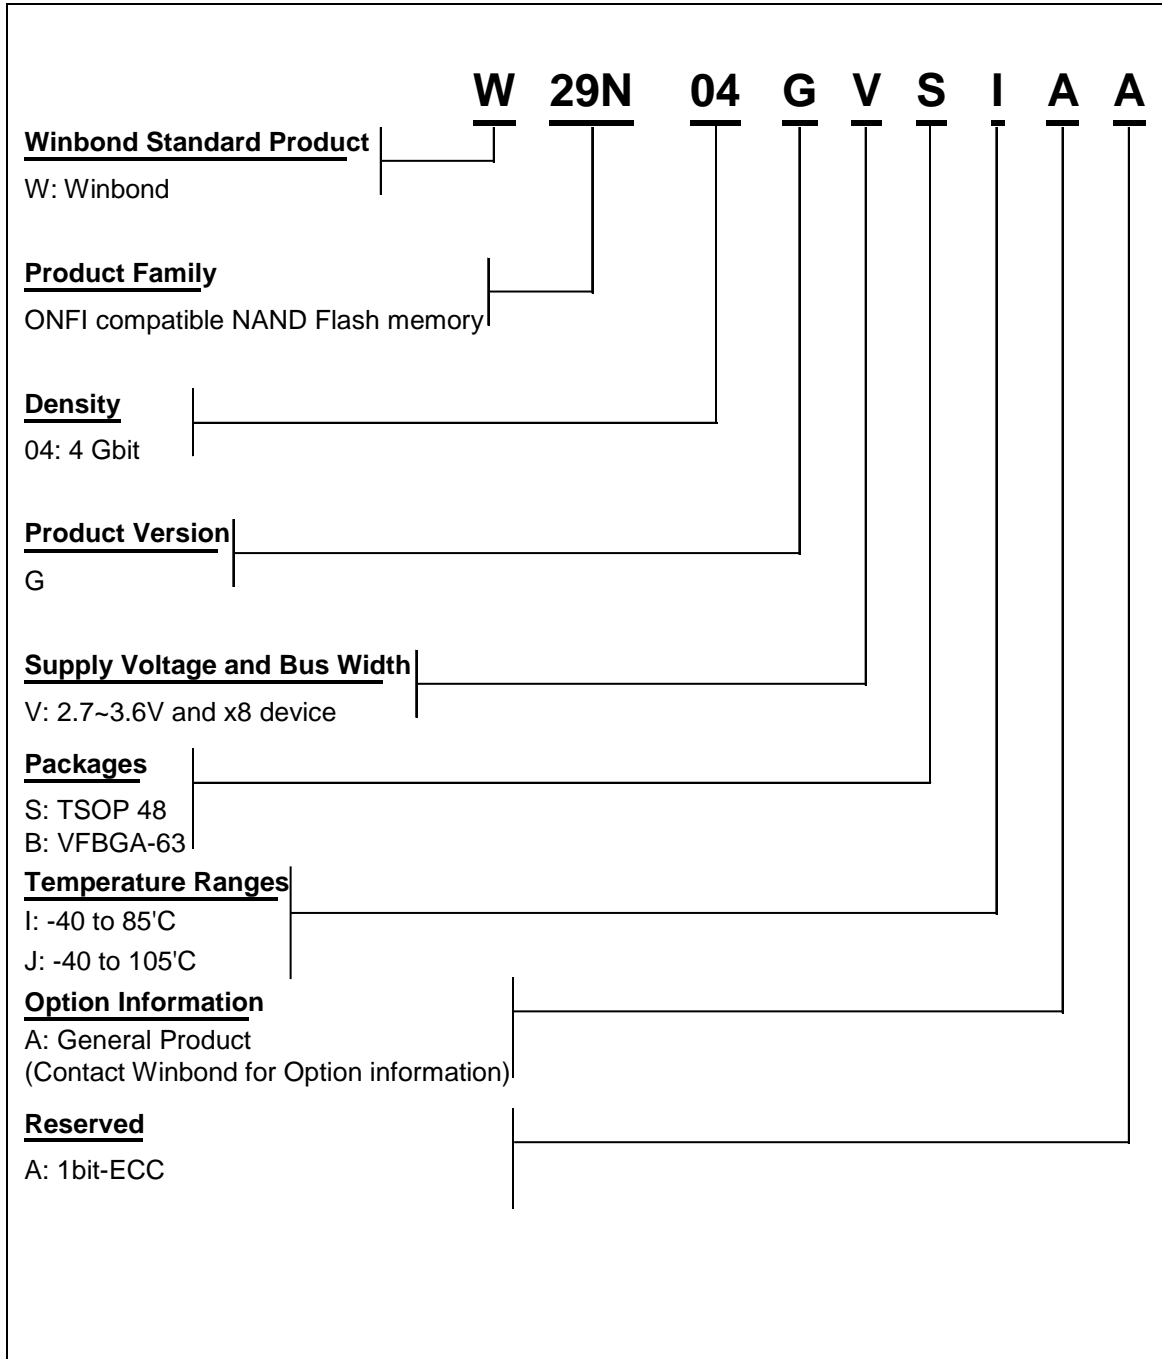 W 29N 04 G V S I A A
Winbond Standard Product
W: Winbond
Product Family
ONFI compatible NAND Flash memory
Density
04: 4 Gbit
Product Version
G
Supply Voltage and Bus Width
V: 2.7~3.6V and x8 device
Packages
S: TSOP 48
B: VFBGA-63
Temperature Ranges
I: -40 to 85'C
J: -40 to 105'C
Option Information
A: General Product
(Contact Winbond for Option information)
Reserved
A: 1bit-ECC